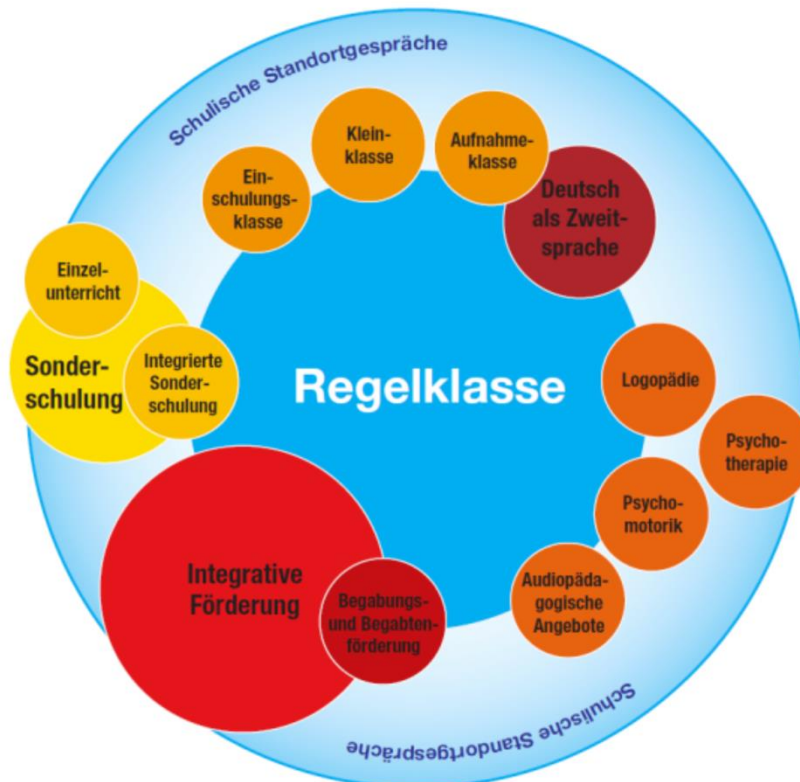 Schulische Standortgespräche
Klein-
klasse
Aufnahme-
klasse
Ein-
schulungs-
klasse
Deutsch
als Zweit-
sprache
Einzel-
unterricht
Sonder-
schulung
Integrierte
Sonder-
schulung
Regelklasse
Logopädie
Psycho-
therapie
Psycho-
motorik
Integrative
Förderung
Begabungs-
und Begabten-
förderung
Audiopäda-
gogische
Angebote
Schulische Standortgespräche